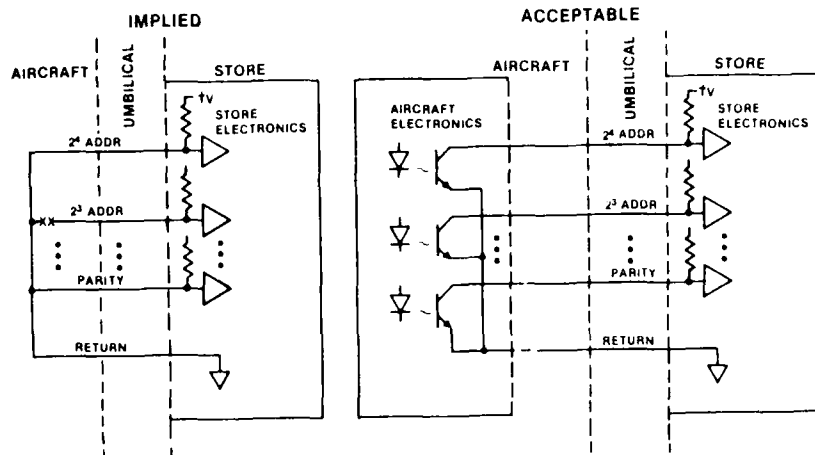 IMPLIED
AIRCRAFT
UMBILICAL
STORE
+V
STORE
ELECTRONICS
2⁴ ADDR
2³ ADDR
PARITY
RETURN
ACCEPTABLE
AIRCRAFT
UMBILICAL
STORE
AIRCRAFT
ELECTRONICS
+V
STORE
ELECTRONICS
2⁴ ADDR
2³ ADDR
PARITY
RETURN